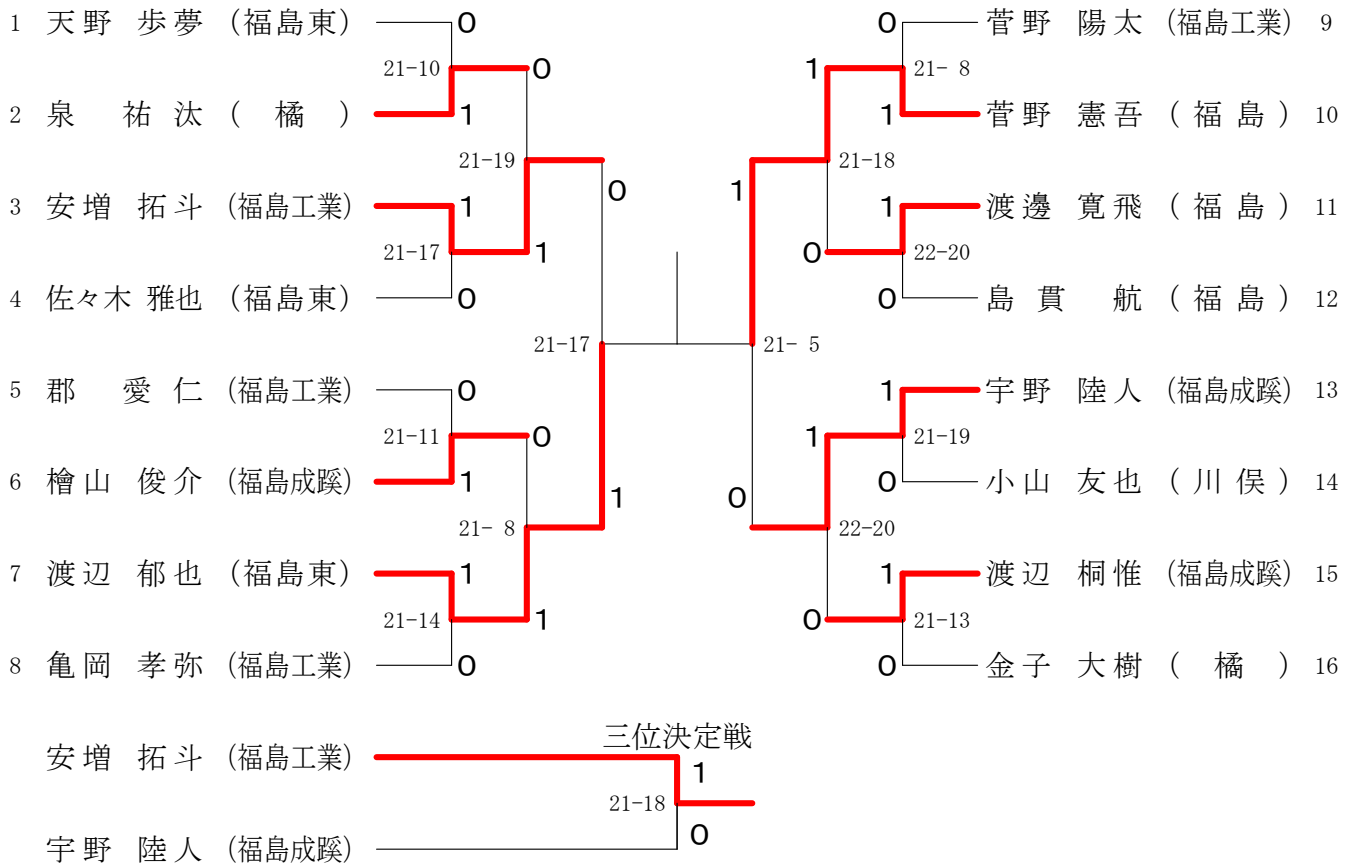 1 天野 歩夢 (福島東) 0 0 菅野 陽太 (福島工業) 9
21-10 0 1 21- 8
2 泉 祐汰 ( 橘 ) 1 1 菅野 憲吾 ( 福島 ) 10
21-19 21-18
0 1
3 安増 拓斗 (福島工業) 1 1 渡邊 寛飛 ( 福島 ) 11
21-17 1 0 22-20
4 佐々木 雅也 (福島東) 0 0 島貫 航 ( 福島 ) 12
21-17 21- 5
5 郡 愛仁 (福島工業) 0 1 宇野 陸人 (福島成蹊) 13
21-11 0 1 21-19
6 檜山 俊介 (福島成蹊) 1 0 小山 友也 ( 川俣 ) 14
1 0
21- 8 22-20
7 渡辺 郁也 (福島東) 1 1 渡辺 桐惟 (福島成蹊) 15
21-14 1 0 21-13
8 亀岡 孝弥 (福島工業) 0 0 金子 大樹 ( 橘 ) 16
三位決定戦
安増 拓斗 (福島工業) 1
21-18
0
宇野 陸人 (福島成蹊)